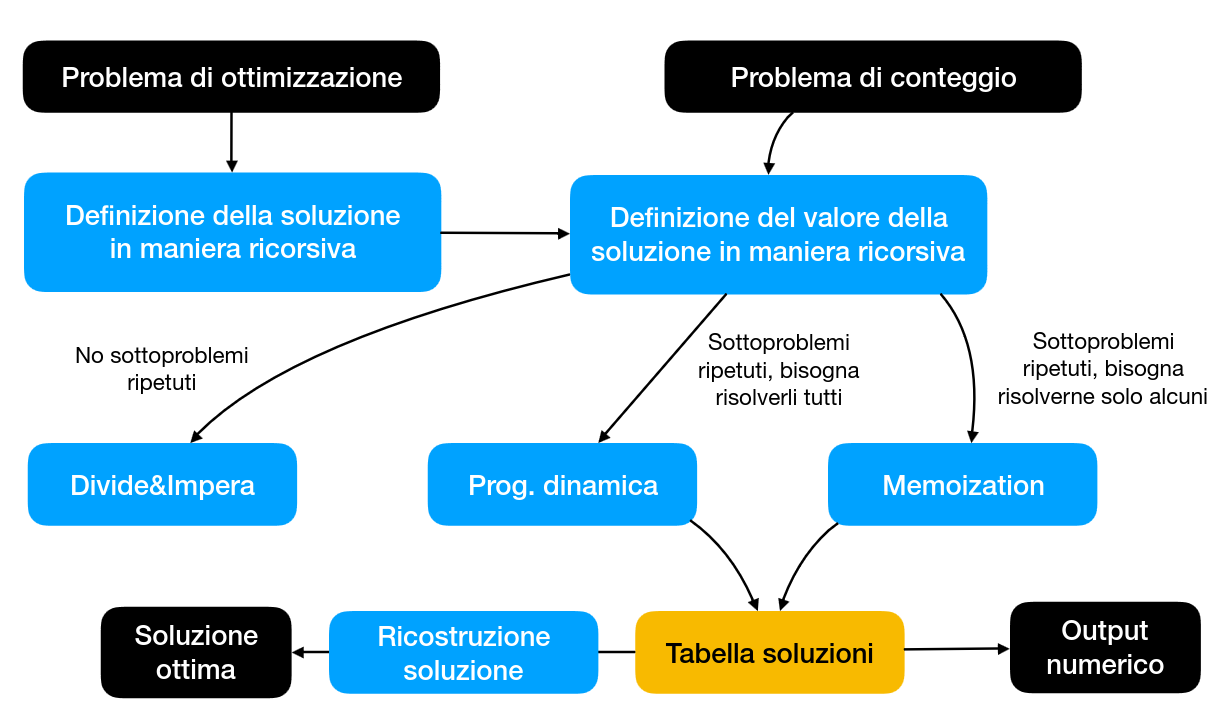 Problema di ottimizzazione
Problema di conteggio
Definizione della soluzione
in maniera ricorsiva
Definizione del valore della
soluzione in maniera ricorsiva
No sottoproblemi
ripetuti
Sottoproblemi
ripetuti, bisogna
risolverli tutti
Sottoproblemi
ripetuti, bisogna
risolverne solo alcuni
Divide&Impera
Prog. dinamica
Memoization
Soluzione
ottima
Ricostruzione
soluzione
Tabella soluzioni
Output
numerico